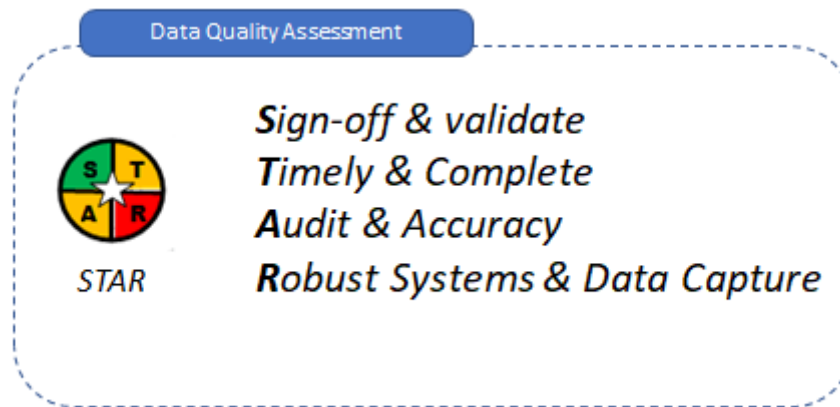 Data Quality Assessment
S T
A R
STAR
Sign-off & validate
Timely & Complete
Audit & Accuracy
Robust Systems & Data Capture